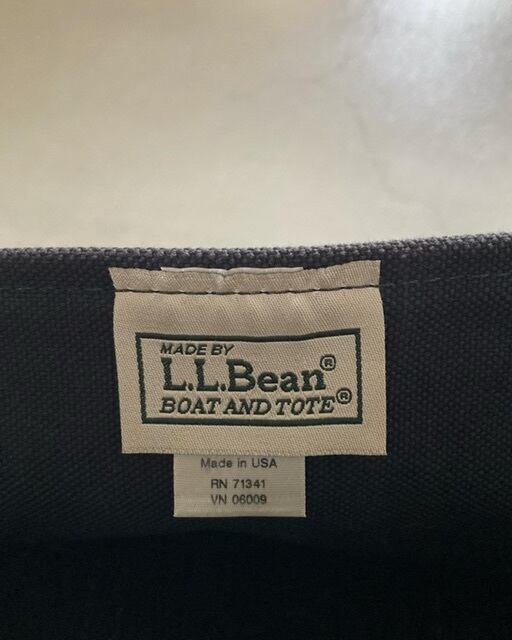 MADE BY
L.L.Bean®
BOAT AND TOTE®
Made in USA
RN 71341
VN 06009